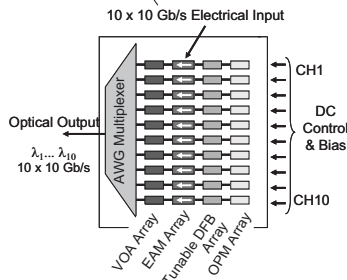 10 x 10 Gb/s Electrical Input
CH1
Optical Output
λ1... λ10
10 x 10 Gb/s
AWG Multiplexer
DC
Control
& Bias
CH10
VOA Array
EAM Array
Tunable DFB
Array
OPM Array